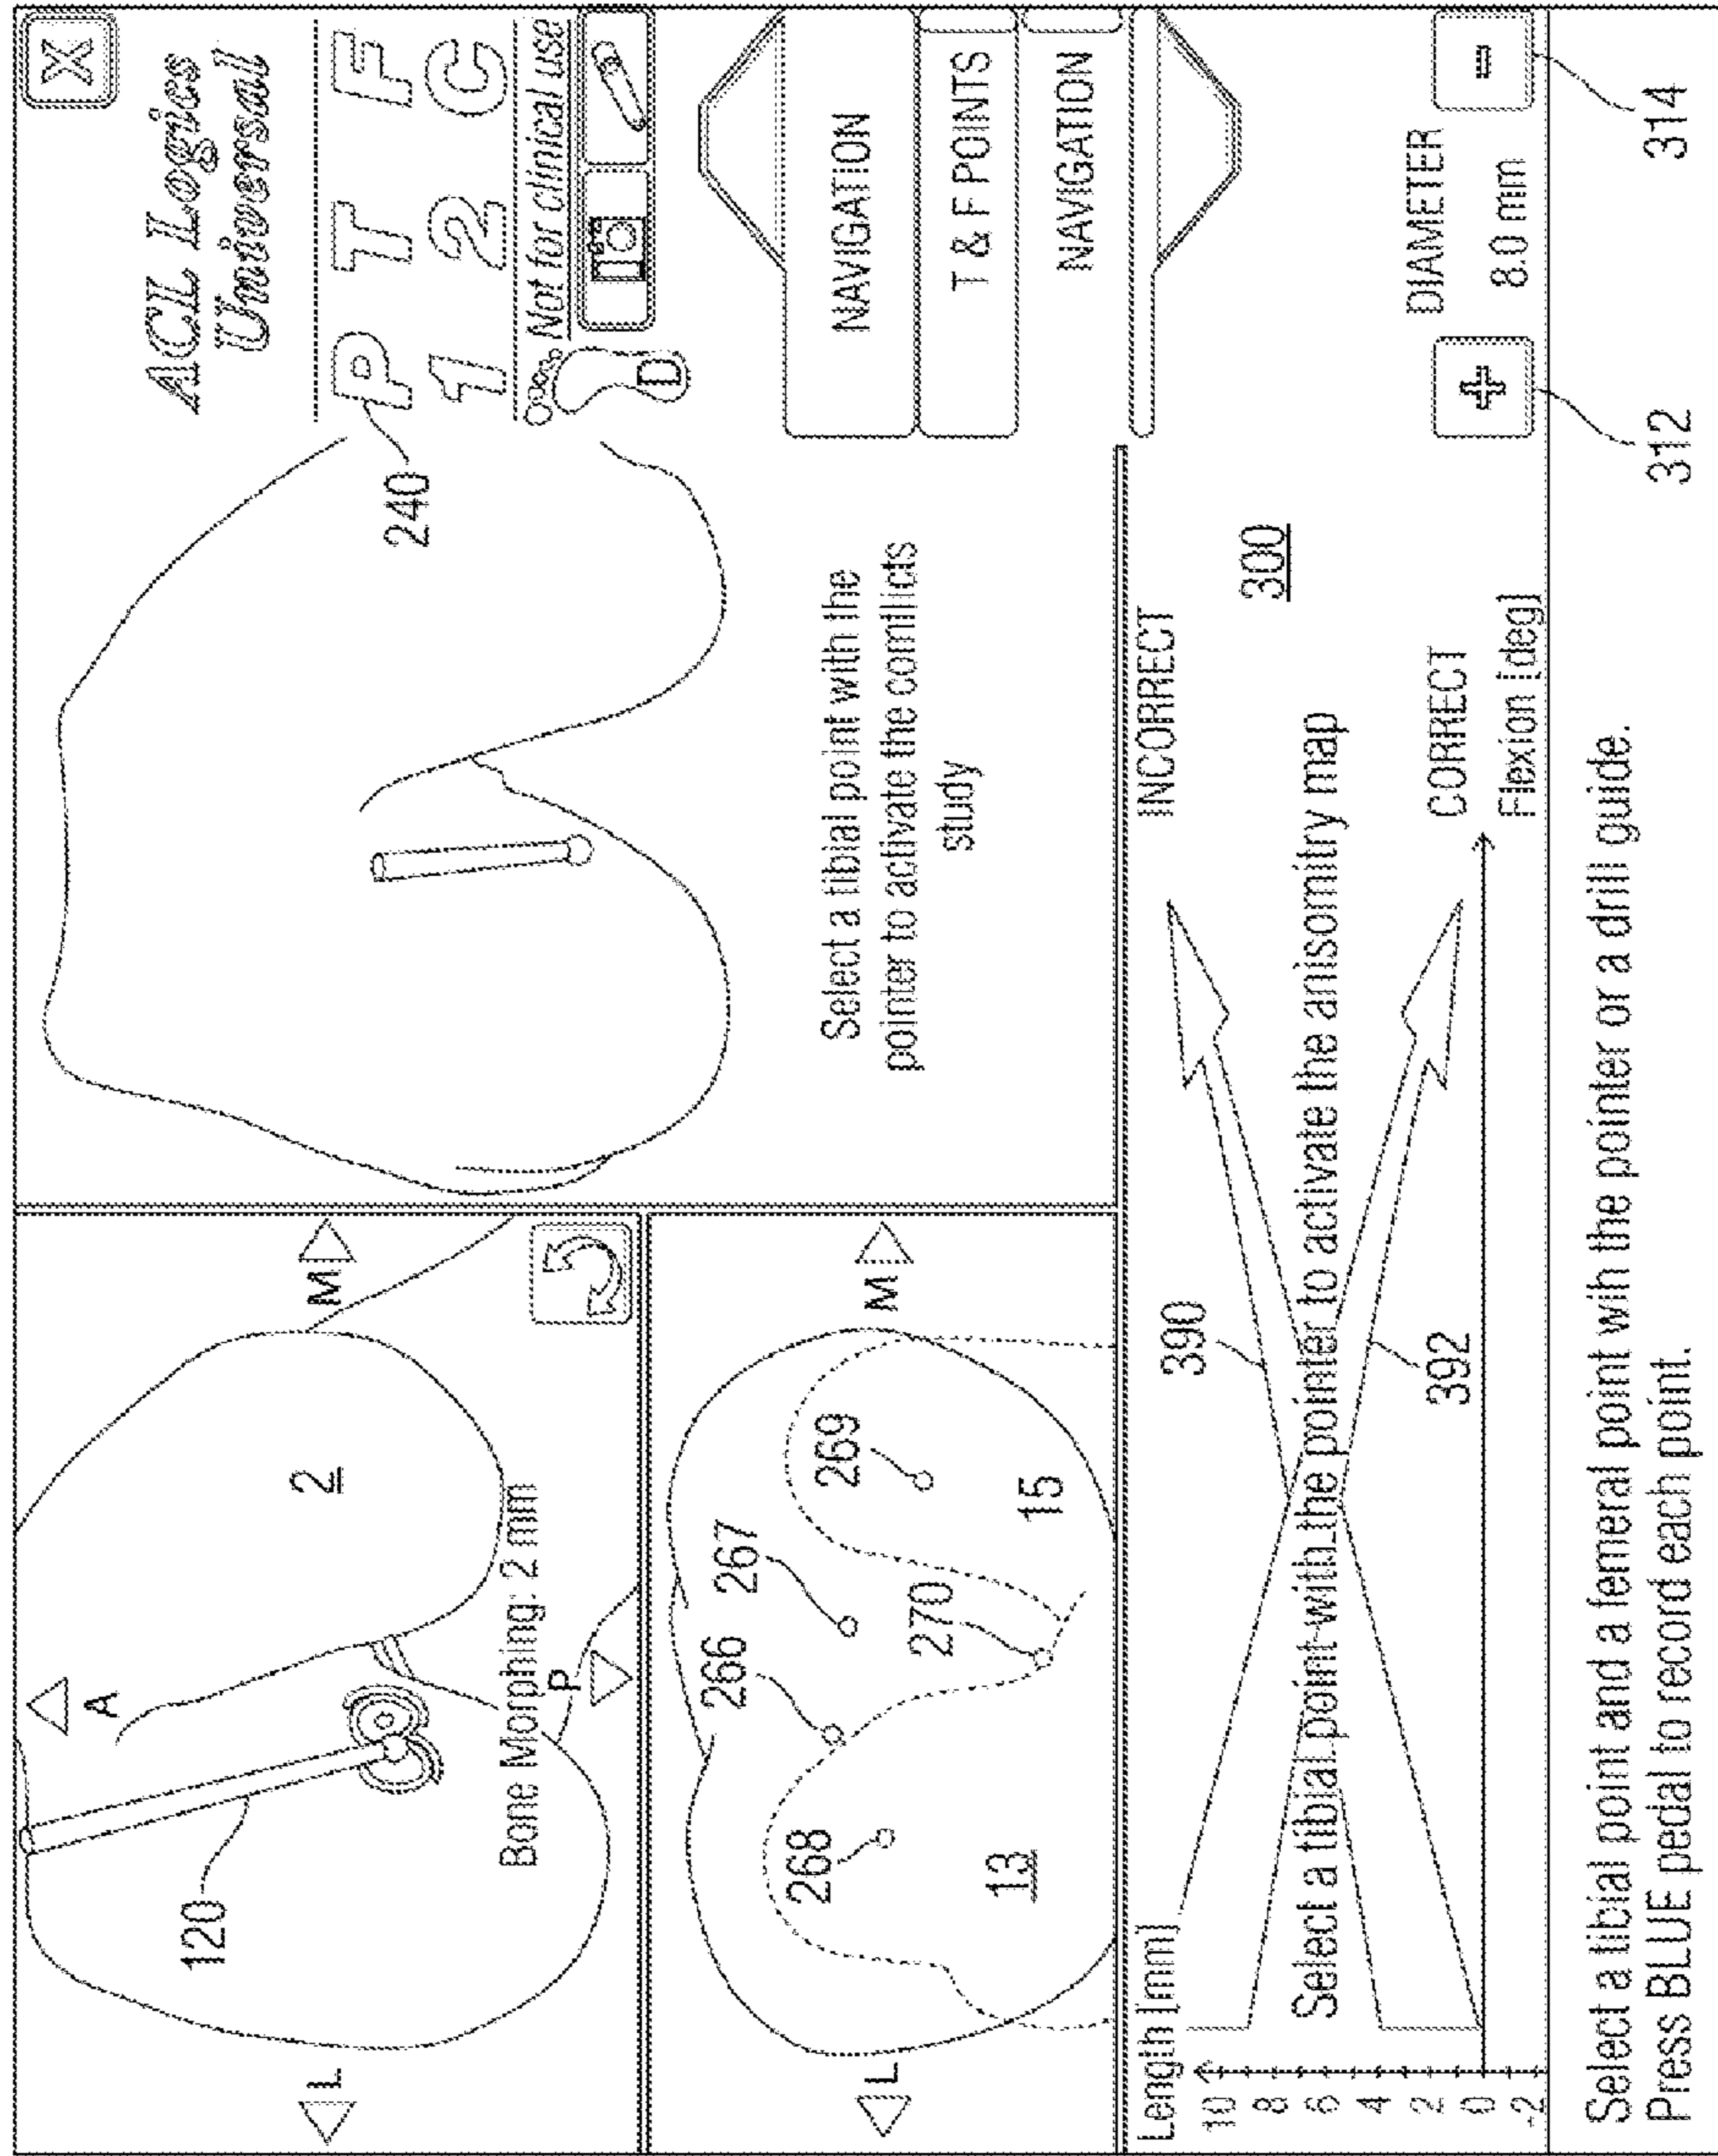 A
L
M
2
120
Bone Morphing: 2 mm
P
L
M
266
267
268
269
270
13
15
Select a tibial point with the
pointer to activate the comflicts
study
240
X
ACL Logics
Universal
P T F
1 2 C
Not for clinical use
D
NAVIGATION
T & F POINTS
NAVIGATION
Length [mm]
10
8
6
4
2
0
-2
INCORRECT
390
Select a tibial point with the pointer to activate the anisomitry map
392
CORRECT
Flexion [deg]
300
DIAMETER
+ 8.0 mm -
312
314
Select a tibial point and a femeral point wih the pointer or a drill guide.
Press BLUE pedal to record each point.